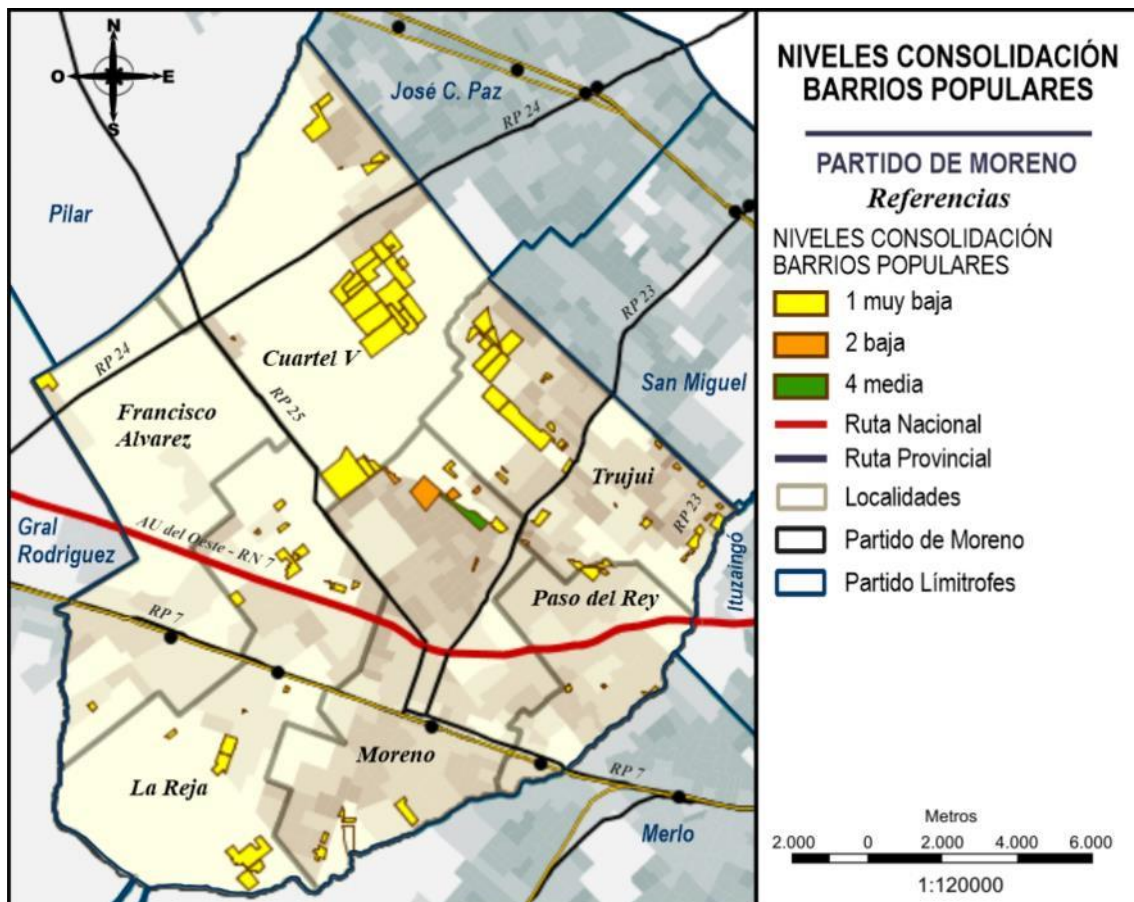 N
O
E
S
José C. Paz
RP 24
Pilar
RP 23
Cuartel V
RP 24
San Miguel
Francisco
Alvarez
RP 25
Trujui
RP 23
Gral
Rodriguez
AU del Oeste - RN 7
Ituzaingó
Paso del Rey
RP 7
Moreno
La Reja
RP 7
Merlo
NIVELES CONSOLIDACIÓN
BARRIOS POPULARES
PARTIDO DE MORENO
Referencias
NIVELES CONSOLIDACIÓN
BARRIOS POPULARES
1 muy baja
2 baja
4 media
Ruta Nacional
Ruta Provincial
Localidades
Partido de Moreno
Partido Límitrofes
Metros
2.000 0 2.000 4.000 6.000
1:120000